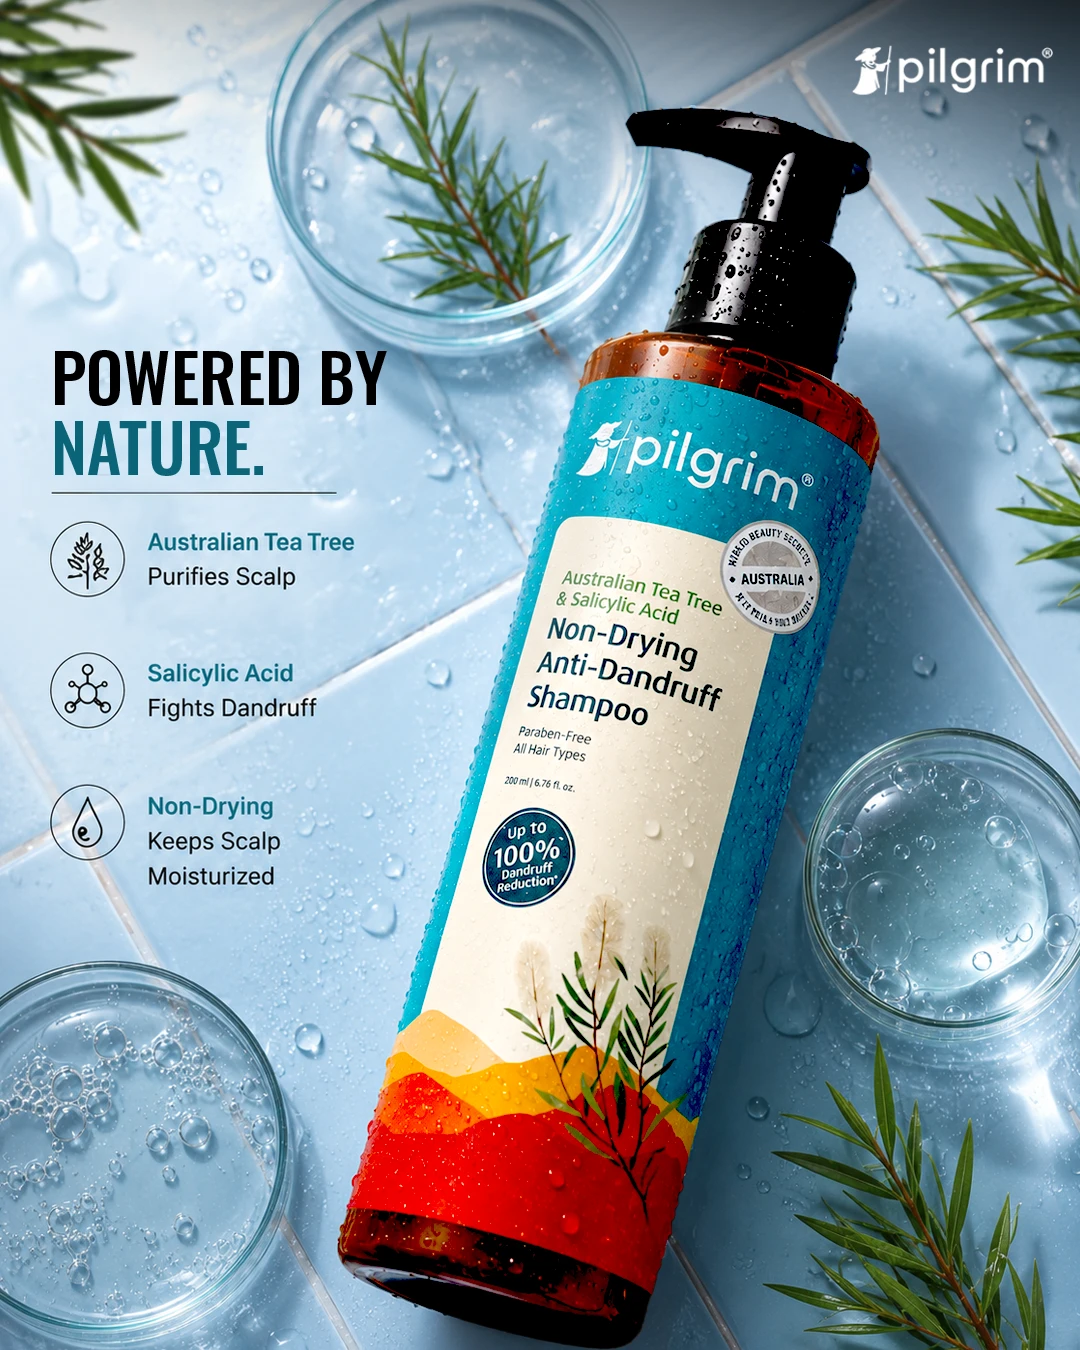 pilgrim®
POWERED BY
NATURE.
Australian Tea Tree
Purifies Scalp
Salicylic Acid
Fights Dandruff
Non-Drying
Keeps Scalp
Moisturized
pilgrim®
BEAUTY
AUSTRALIA
Australian Tea Tree
& Salicylic Acid
Non-Drying
Anti-Dandruff
Shampoo
Paraben-Free
All Hair Types
200 ml | 6.76 fl. oz.
Up to
100%
Dandruff
Reduction*